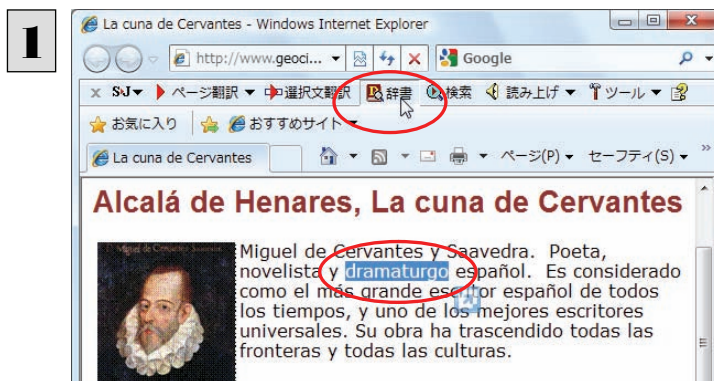 1
La cuna de Cervantes - Windows Internet Explorer
http://www.geoci... Google
S→J ページ翻訳 選択文翻訳 辞書 検索 読み上げ ツール
お気に入り おすすめサイト
La cuna de Cervantes ページ(P) セーフティ(S) »
Alcalá de Henares, La cuna de Cervantes
Miguel de Cervantes y Saavedra. Poeta,
novelista y dramaturgo español. Es considerado
como el más grande escritor español de todos
los tiempos, y uno de los mejores escritores
universales. Su obra ha trascendido todas las
fronteras y todas las culturas.